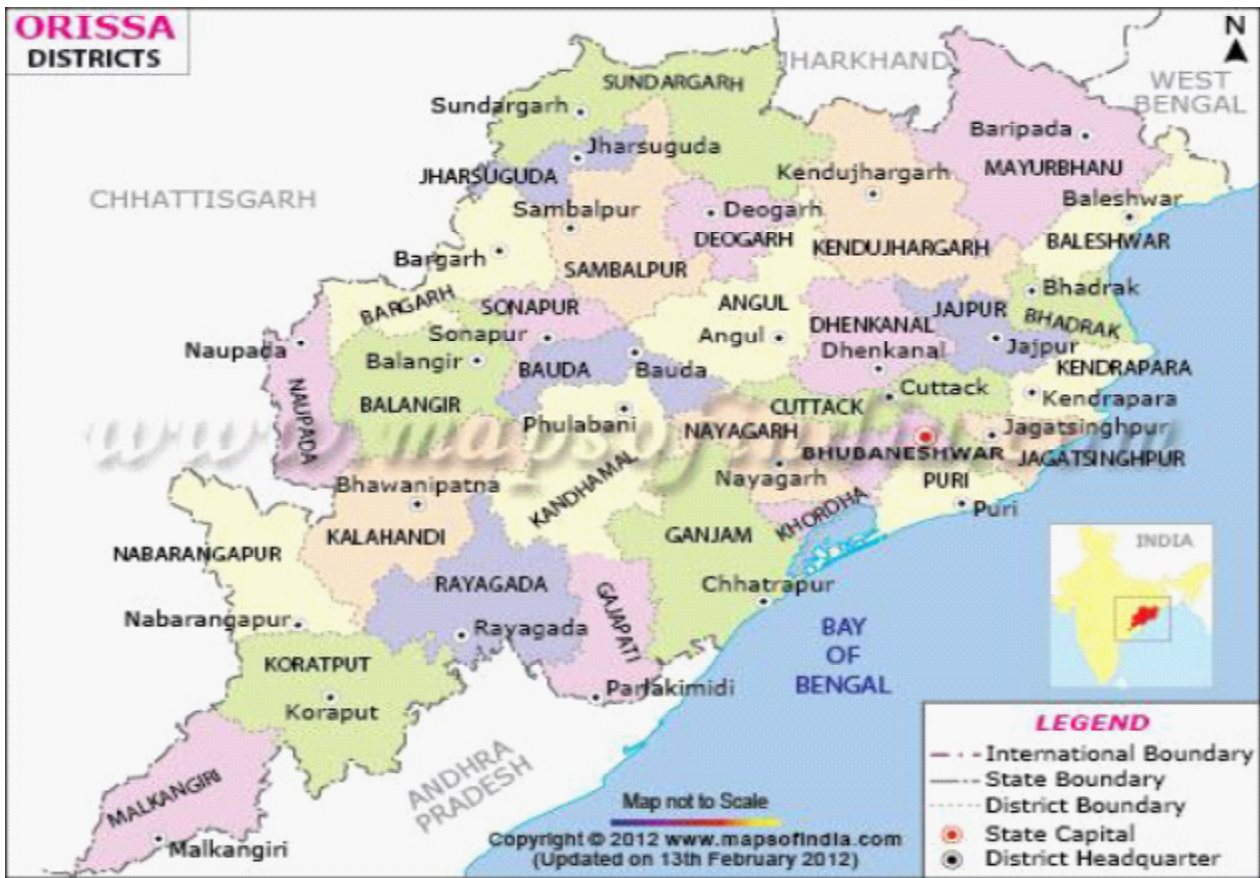 ORISSA
DISTRICTS
N
JHARKHAND
WEST
BENGAL
CHHATTISGARH
SUNDARGARH
Sundargarh
Baripada
Jharsuguda
MAYURBHANJ
JHARSUGUDA
Kendujhargarh
Baleshwar
Sambalpur
Deogarh
DEOGARH
KENDUJHARGARH
BALESHWAR
Bargarh
SAMBALPUR
Bhadrak
BARGARH
SONAPUR
ANGUL
JAJPUR
BHADRAK
Sonapur
Angul
DHENKANAL
Jajpur
Naupada
Balangir
BAUDA
Bauda
Dhenkanal
KENDRAPARA
NAUPADA
BALANGIR
Cuttack
Kendrapara
CUTTACK
www.mapsofindia.com
Phulabani
NAYAGARH
Jagatsinghpur
BHUBANESHWAR
JAGATSINGHPUR
Bhawanipatna
KANDHAMAL
Nayagarh
PURI
Puri
KALAHANDI
GANJAM
KHORDHA
NABARANGAPUR
INDIA
RAYAGADA
GAJAPATI
Chhatrapur
Nabarangapur
Rayagada
BAY
OF
BENGAL
KORATPUT
Koraput
Parlakimidi
ANDHRA
PRADESH
MALKANGIRI
Malkangiri
LEGEND
International Boundary
State Boundary
District Boundary
State Capital
District Headquarter
Map not to Scale
Copyright © 2012 www.mapsofindia.com
(Updated on 13th February 2012)